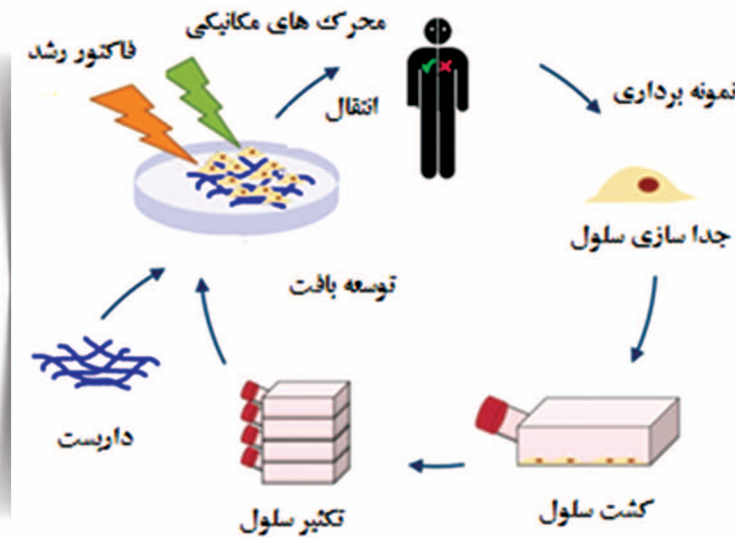 محرک های مکانیکی
فاکتور رشد
انتقال
نمونه برداری
جدا سازی سلول
توسعه بافت
داربست
کشت سلول
تکثیر سلول